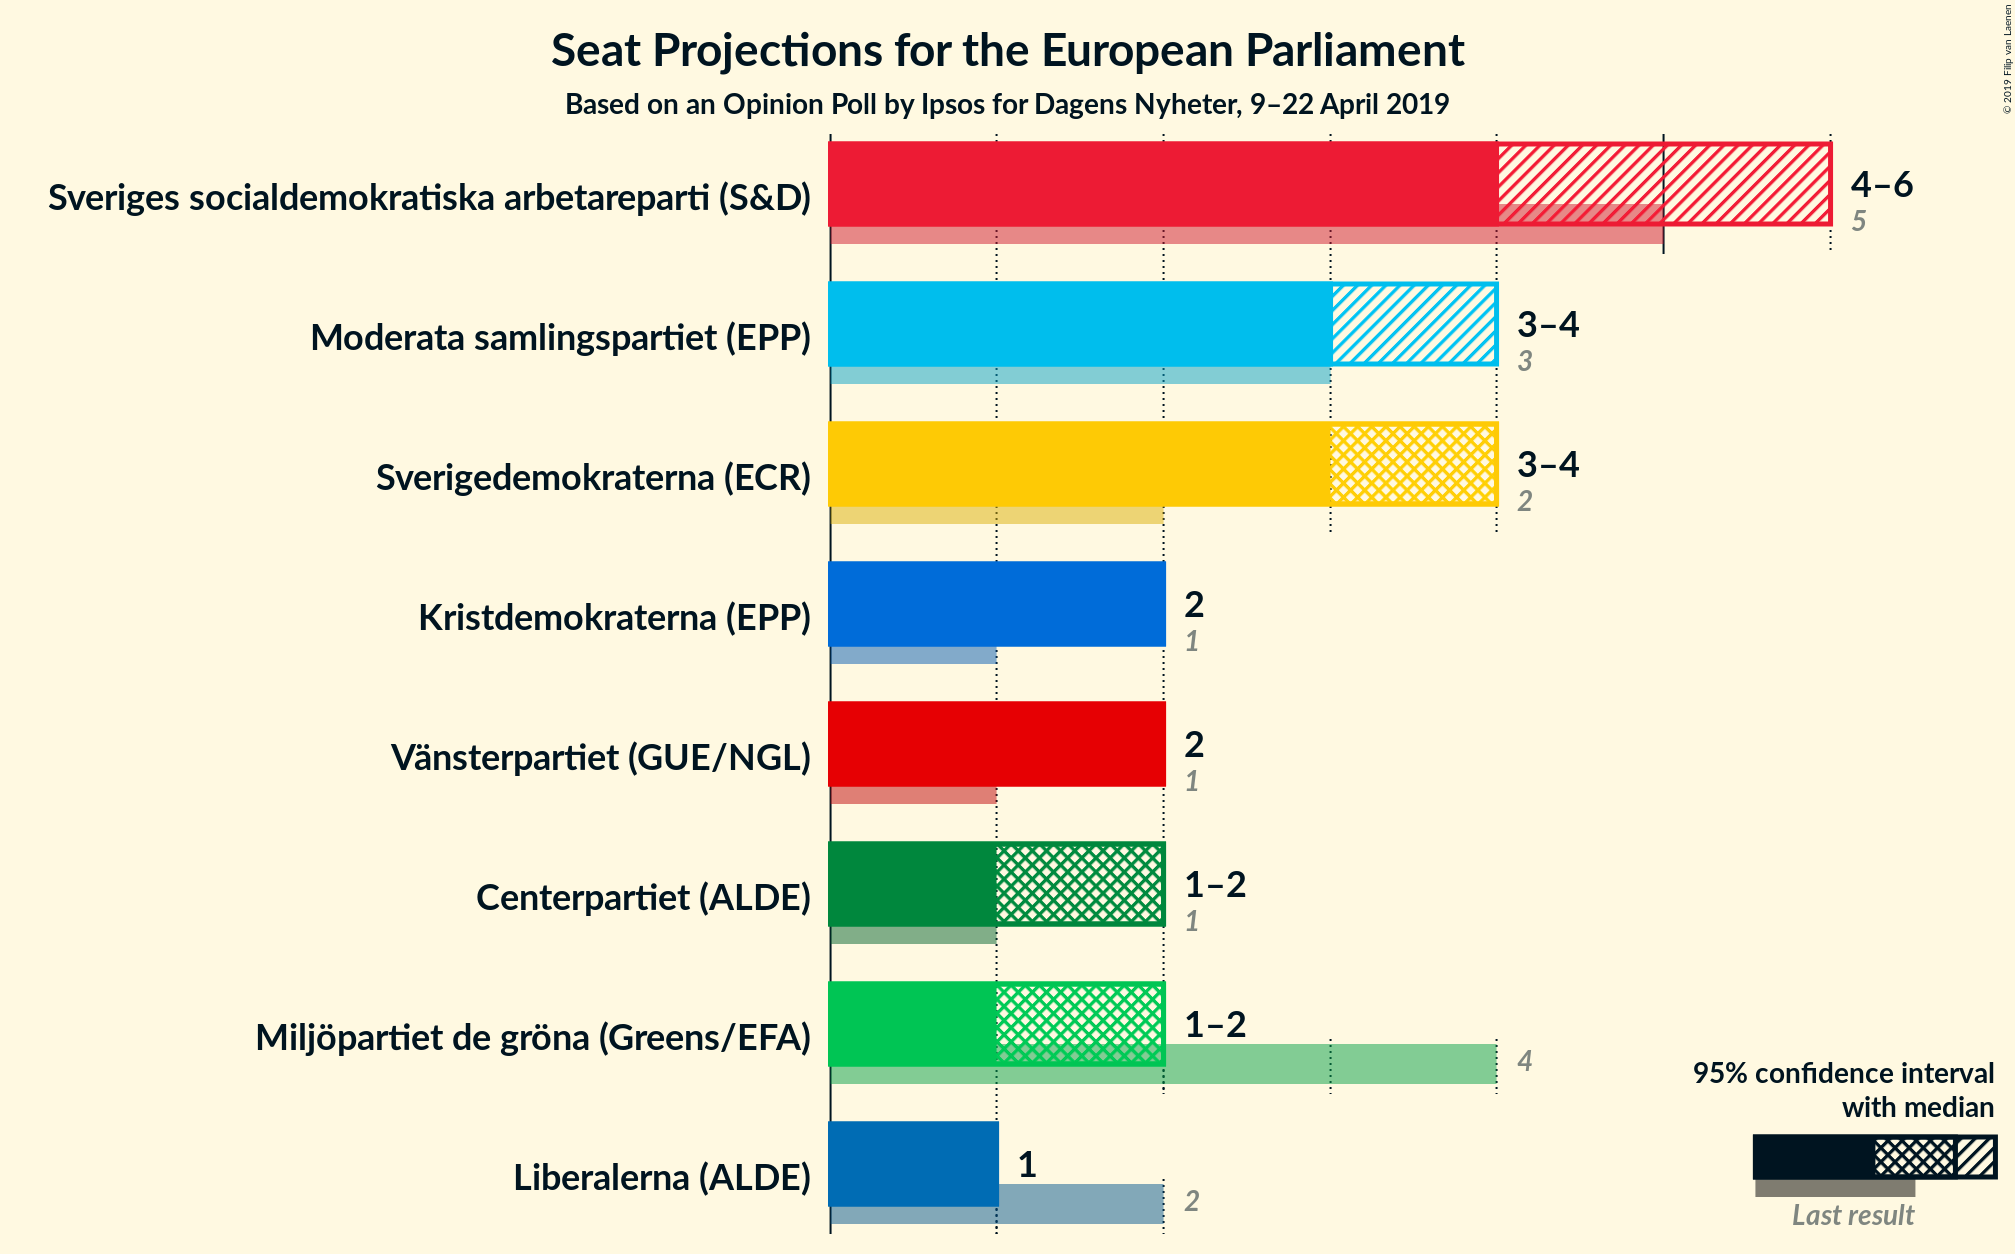 Seat Projections for the European Parliament
Based on an Opinion Poll by Ipsos for Dagens Nyheter, 9–22 April 2019
© 2019 Filip van Laenen
Sveriges socialdemokratiska arbetareparti (S&D)
4–6
5
Moderata samlingspartiet (EPP)
3–4
3
Sverigedemokraterna (ECR)
3–4
2
Kristdemokraterna (EPP)
2
1
Vänsterpartiet (GUE/NGL)
2
1
Centerpartiet (ALDE)
1–2
1
Miljöpartiet de gröna (Greens/EFA)
1–2
4
Liberalerna (ALDE)
1
2
95% confidence interval
with median
Last result